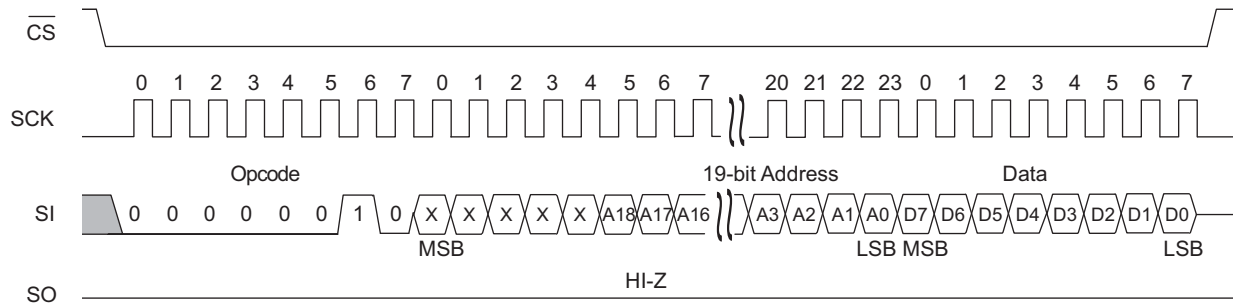 CS
0 1 2 3 4 5 6 7 0 1 2 3 4 5 6 7 20 21 22 23 0 1 2 3 4 5 6 7
SCK
Opcode 19-bit Address Data
SI 0 0 0 0 0 0 1 0 X X X X X A18 A17 A16 A3 A2 A1 A0 D7 D6 D5 D4 D3 D2 D1 D0
MSB LSB MSB LSB
HI-Z
SO